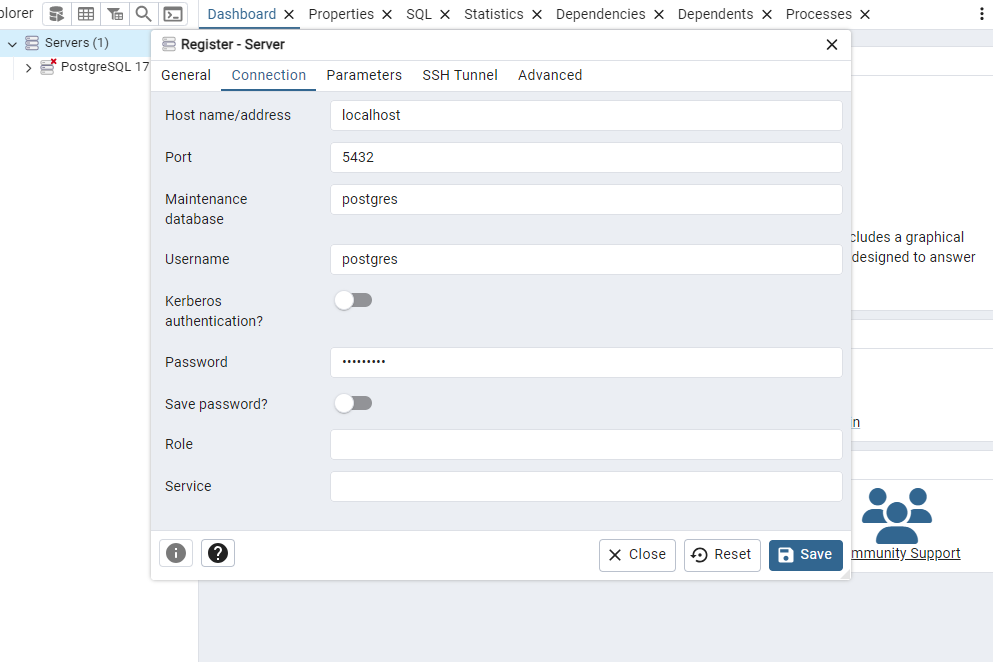 plorer
Dashboard Properties SQL Statistics Dependencies Dependents Processes
Servers (1)
PostgreSQL 17
Register - Server
General Connection Parameters SSH Tunnel Advanced
Host name/address localhost
Port 5432
Maintenance database postgres
Username postgres
Kerberos authentication?
Password •••••••••
Save password?
Role
Service
Close Reset Save
cludes a graphical
designed to answer
n
mmunity Support